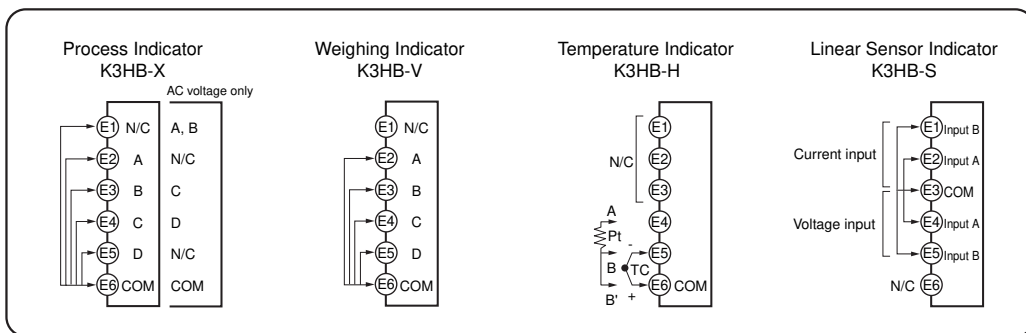 Process Indicator
K3HB-X
AC voltage only
E1 N/C A, B
E2 A N/C
E3 B C
E4 C D
E5 D N/C
E6 COM COM
Weighing Indicator
K3HB-V
E1 N/C
E2 A
E3 B
E4 C
E5 D
E6 COM
Temperature Indicator
K3HB-H
E1
N/C E2
E3
A E4
Pt
B - TC E5
B' + E6 COM
Linear Sensor Indicator
K3HB-S
E1 Input B
Current input
E2 Input A
E3 COM
Voltage input
E4 Input A
E5 Input B
N/C E6